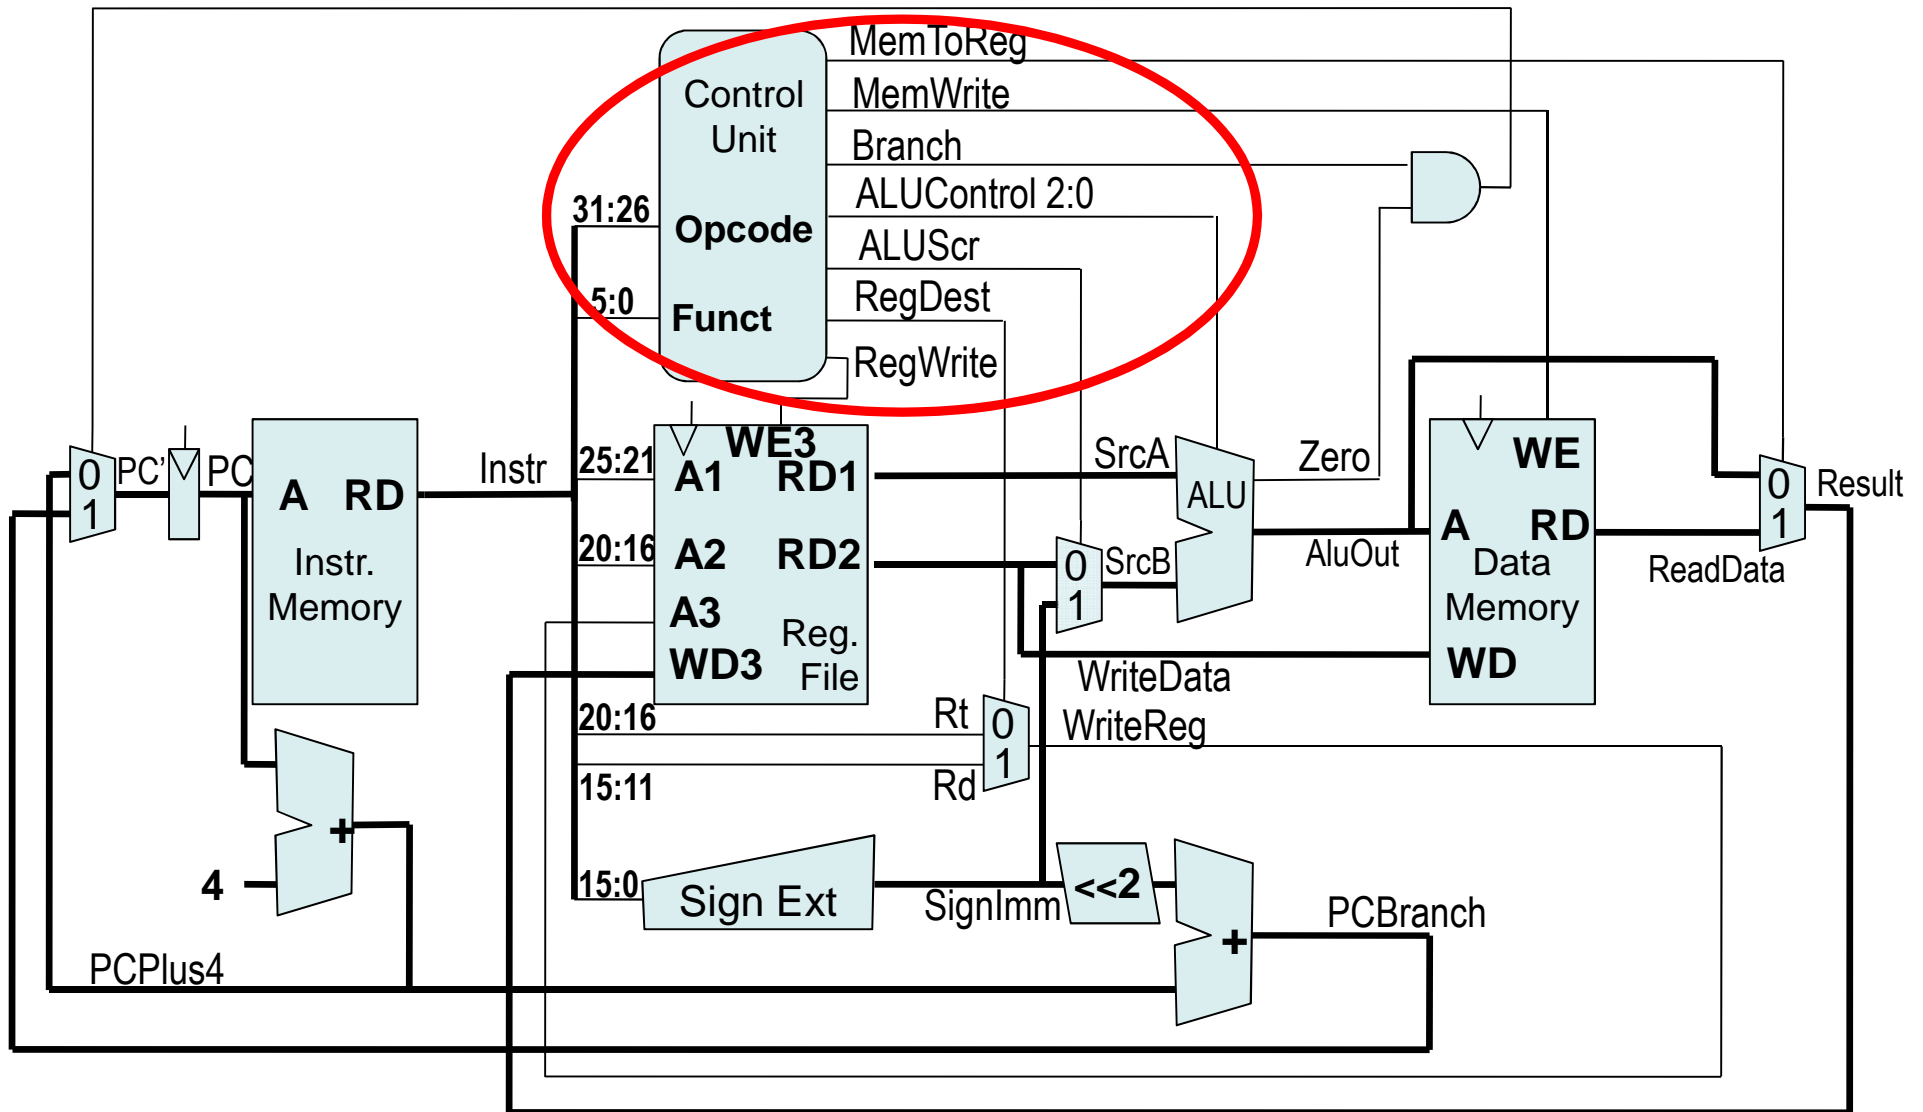 MemToReg
Control
Unit
MemWrite
Branch
ALUControl 2:0
31:26
Opcode
ALUScr
5:0
Funct
RegDest
RegWrite
0
1
PC'
PC
A RD
Instr.
Memory
Instr
25:21
WE3
A1 RD1
20:16
A2 RD2
A3
WD3
Reg.
File
SrcA
ALU
Zero
0
1
SrcB
AluOut
WE
A RD
Data
Memory
WD
0
1
Result
ReadData
WriteData
20:16
Rt
0
1
WriteReg
15:11
Rd
+
4
15:0
Sign Ext
SignImm
<<2
+
PCBranch
PCPlus4